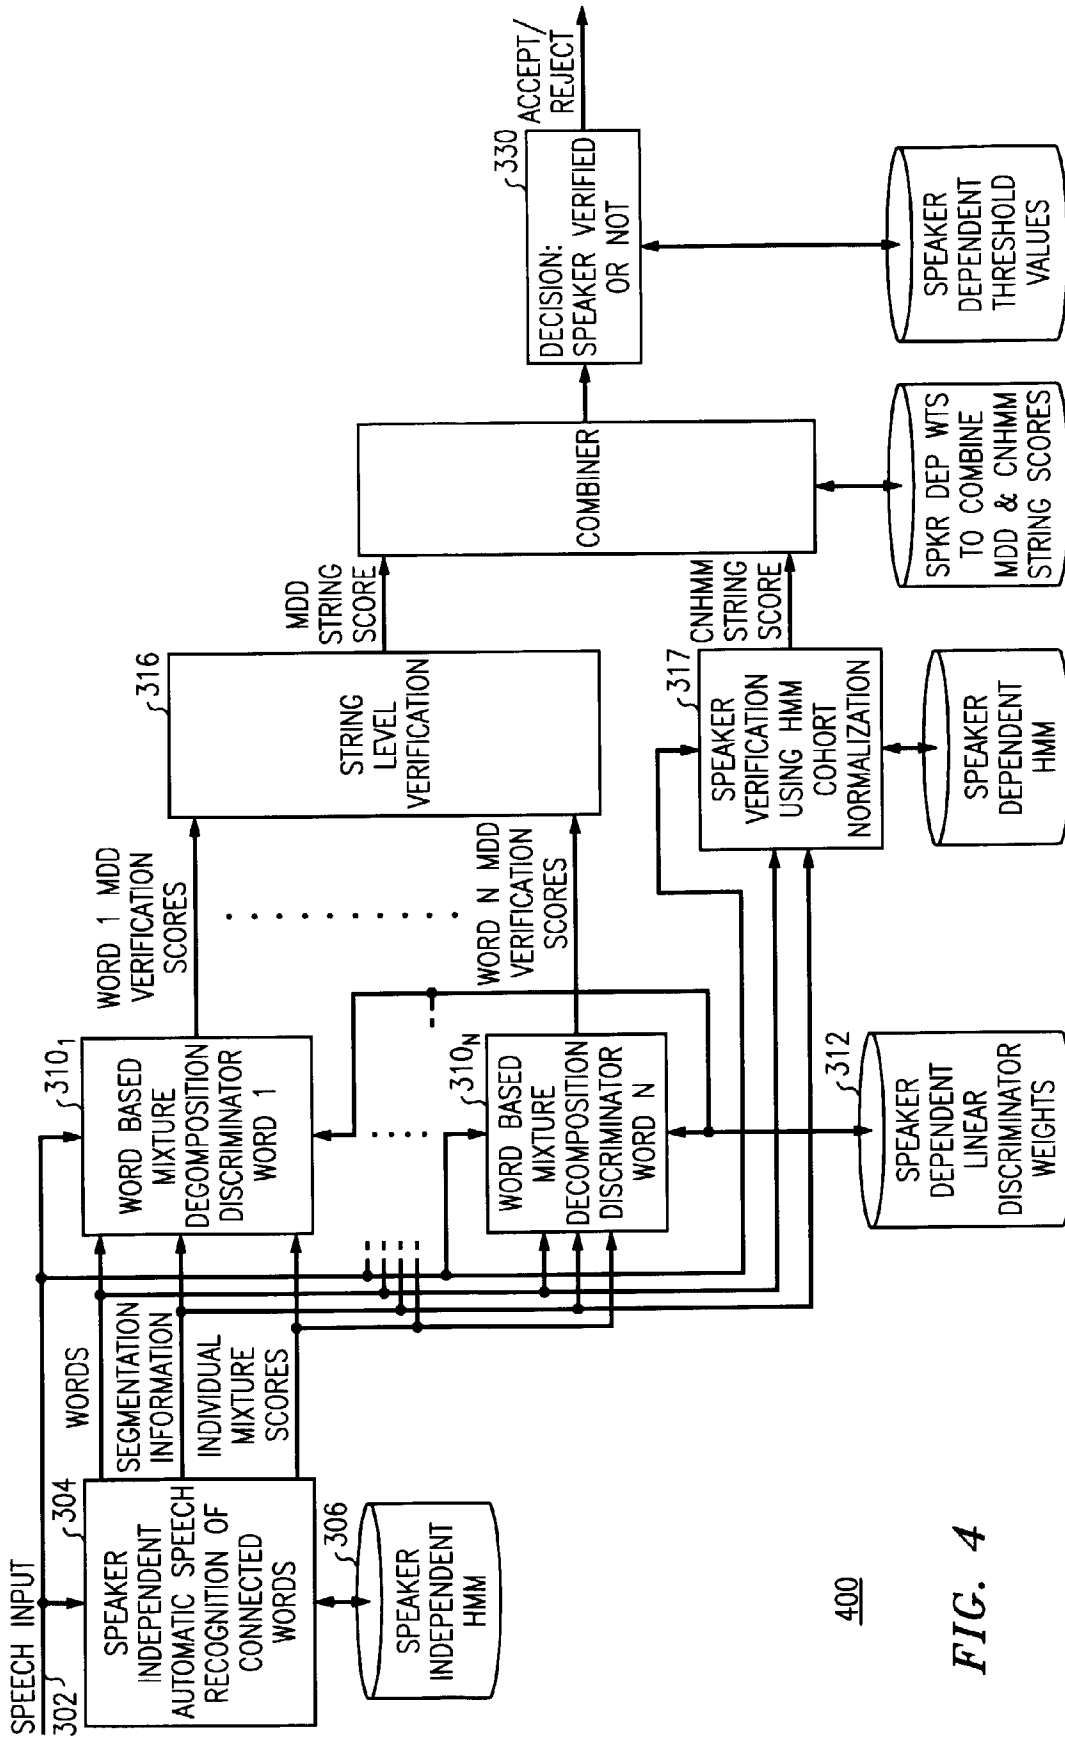 SPEECH INPUT
302
304
SPEAKER
INDEPENDENT
AUTOMATIC SPEECH
RECOGNITION OF
CONNECTED
WORDS
306
SPEAKER
INDEPENDENT
HMM
WORDS
SEGMENTATION
INFORMATION
INDIVIDUAL
MIXTURE
SCORES
310₁
WORD BASED
MIXTURE
DEGOMPOSITION
DISCRIMINATOR
WORD 1
310N
WORD BASED
MIXTURE
DECOMPOSITION
DISCRIMINATOR
WORD N
312
SPEAKER
DEPENDENT
LINEAR
DISCRIMINATOR
WEIGHTS
WORD 1 MDD
VERIFICATION
SCORES
WORD N MDD
VERIFICATION
SCORES
316
STRING
LEVEL
VERIFICATION
317
SPEAKER
VERIFICATION
USING HMM
COHORT
NORMALIZATION
SPEAKER
DEPENDENT
HMM
MDD
STRING
SCORE
CNHMM
STRING
SCORE
COMBINER
SPKR DEP WTS
TO COMBINE
MDD & CNHMM
STRING SCORES
330
DECISION:
SPEAKER VERIFIED
OR NOT
ACCEPT/
REJECT
SPEAKER
DEPENDENT
THRESHOLD
VALUES
400
FIG. 4